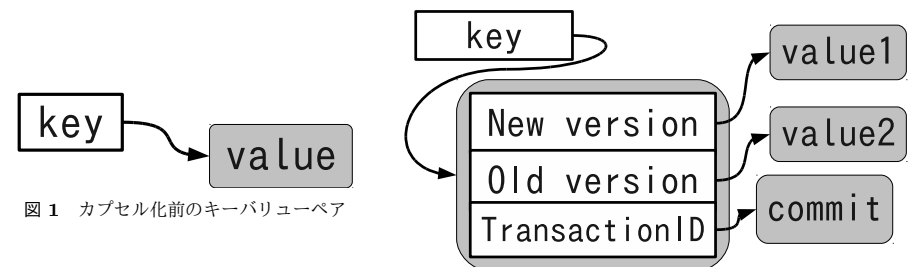 key
value
図 1 カプセル化前のキーバリューペア
key
New version
Old version
TransactionID
value1
value2
commit